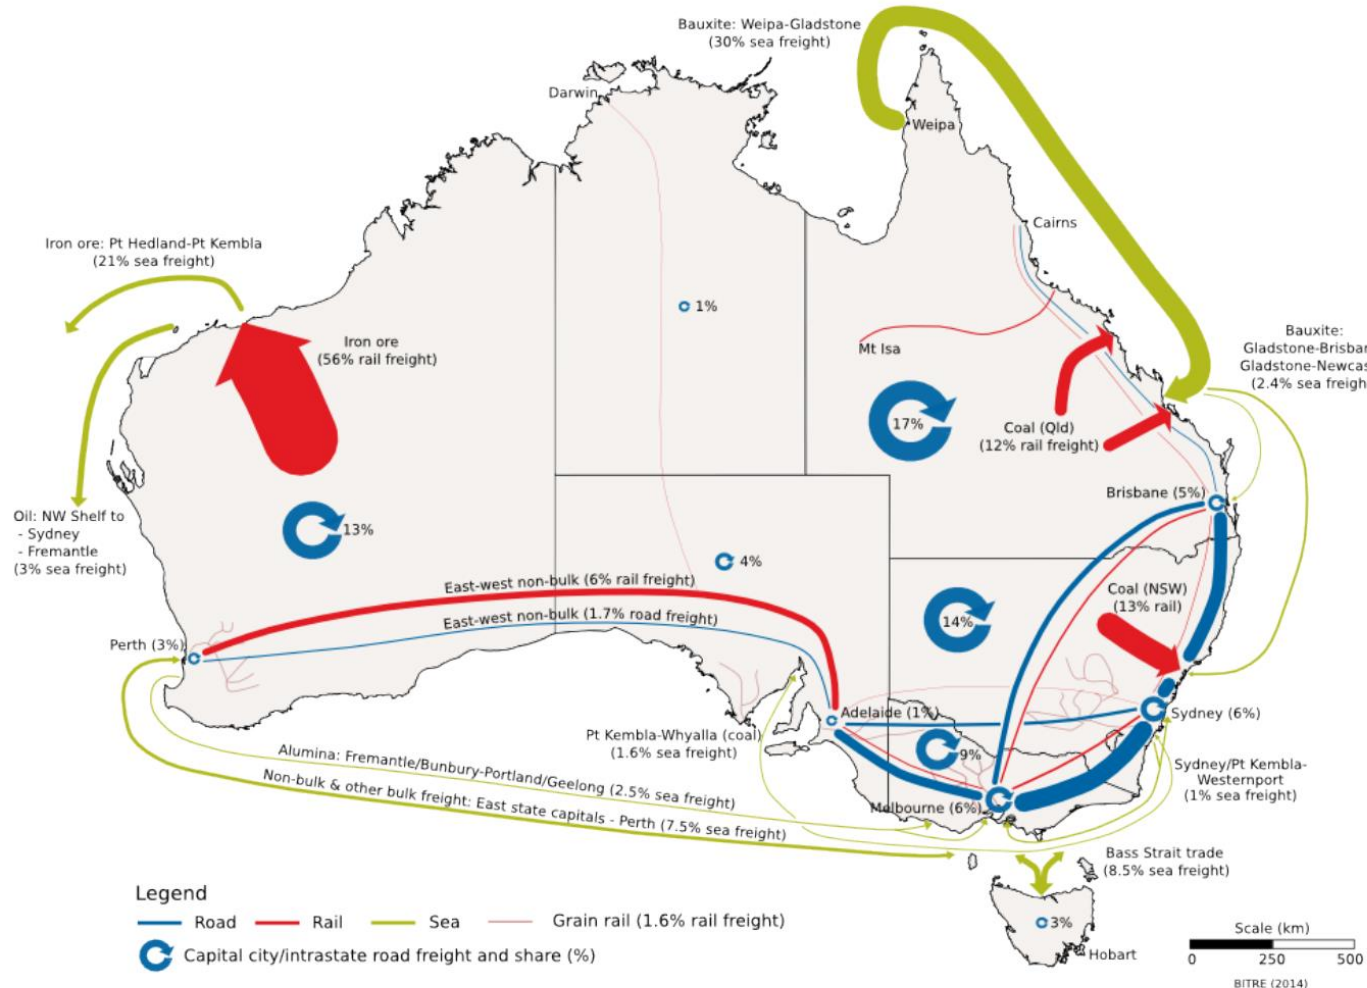 Bauxite: Weipa-Gladstone
(30% sea freight)
Darwin
Weipa
Cairns
Iron ore: Pt Hedland-Pt Kembla
(21% sea freight)
1%
Iron ore
(56% rail freight)
Mt Isa
Bauxite:
Gladstone-Brisban
Gladstone-Newcas
(2.4% sea freigh
17%
Coal (Qld)
(12% rail freight)
Brisbane (5%)
Oil: NW Shelf to
- Sydney
- Fremantle
(3% sea freight)
13%
4%
East-west non-bulk (6% rail freight)
East-west non-bulk (1.7% road freight)
Coal (NSW)
(13% rail)
14%
Perth (3%)
Adelaide (1%)
Sydney (6%)
Pt Kembla-Whyalla (coal)
(1.6% sea freight)
9%
Alumina: Fremantle/Bunbury-Portland/Geelong (2.5% sea freight)
Non-bulk & other bulk freight: East state capitals - Perth (7.5% sea freight)
Melbourne (6%)
Sydney/Pt Kembla-
Westernport
(1% sea freight)
Bass Strait trade
(8.5% sea freight)
3%
Hobart
Legend
Road
Rail
Sea
Grain rail (1.6% rail freight)
Capital city/intrastate road freight and share (%)
Scale (km)
0 250 500
BITRE (2014)